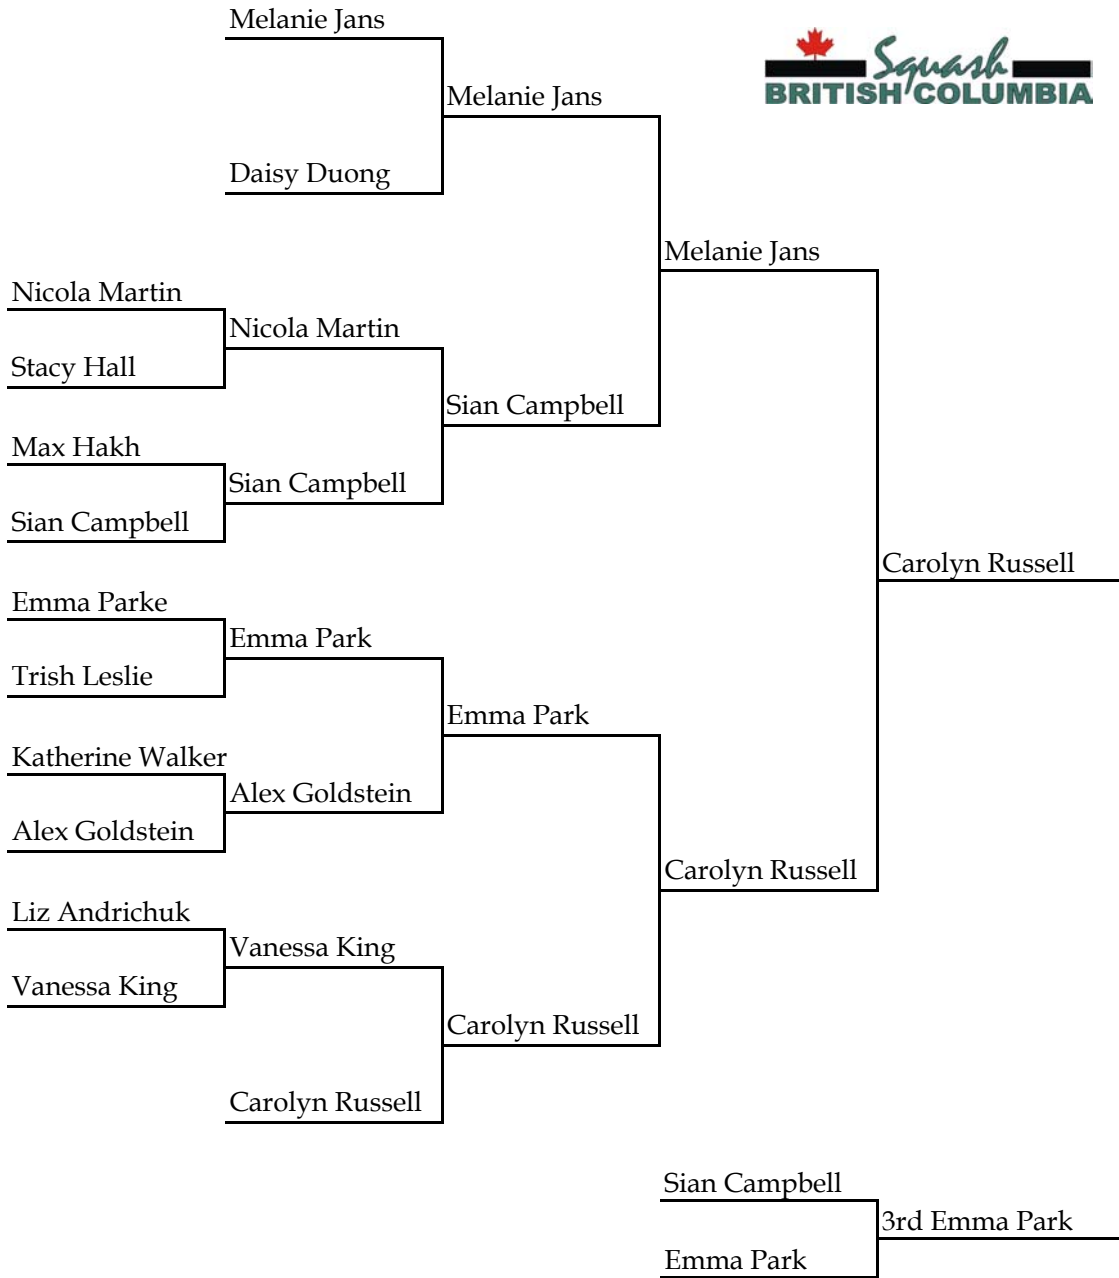 Melanie Jans
Squash
BRITISH COLUMBIA
Melanie Jans
Daisy Duong
Melanie Jans
Nicola Martin
Nicola Martin
Stacy Hall
Sian Campbell
Max Hakh
Sian Campbell
Sian Campbell
Carolyn Russell
Emma Parke
Emma Park
Trish Leslie
Emma Park
Katherine Walker
Alex Goldstein
Alex Goldstein
Carolyn Russell
Liz Andrichuk
Vanessa King
Vanessa King
Carolyn Russell
Carolyn Russell
Sian Campbell
3rd Emma Park
Emma Park